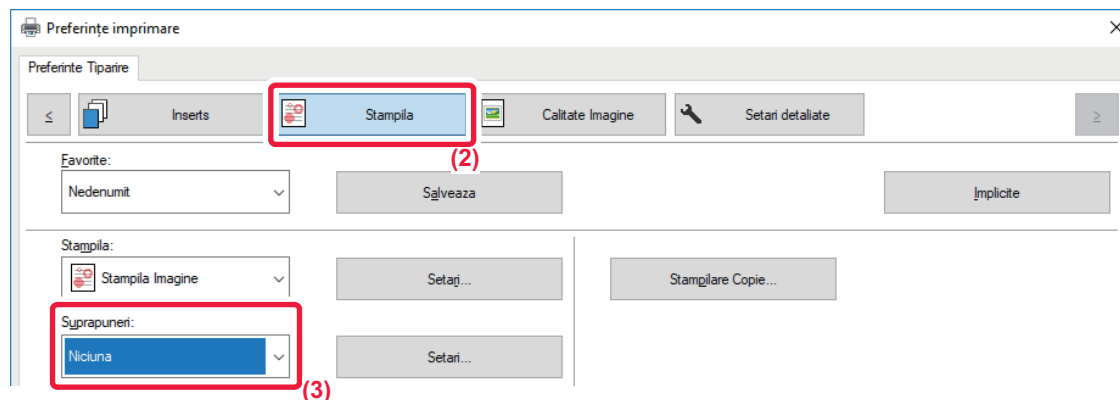 Preferințe imprimare
Preferinte Tiparire
< Inserts Stampila Calitate Imagine Setari detaliate >
(2)
Favorite:
Nedenumit Salveaza Implicite
Stampila:
Stampila Imagine Setari... Stampilare Copie...
Suprapuneri:
Niciuna Setari...
(3)